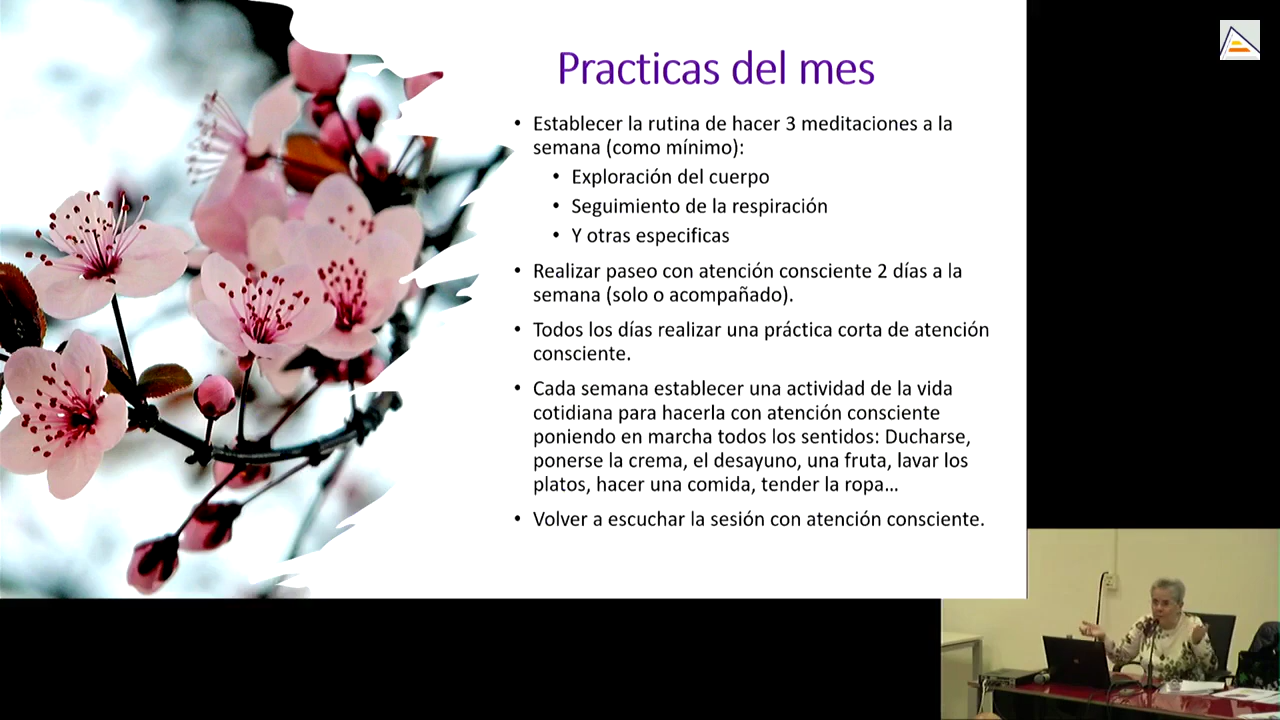 Practicas del mes
• Establecer la rutina de hacer 3 meditaciones a la
semana (como mínimo):
• Exploración del cuerpo
• Seguimiento de la respiración
• Y otras especificas
• Realizar paseo con atención consciente 2 días a la
semana (solo o acompañado).
• Todos los días realizar una práctica corta de atención
consciente.
• Cada semana establecer una actividad de la vida
cotidiana para hacerla con atención consciente
poniendo en marcha todos los sentidos: Ducharse,
ponerse la crema, el desayuno, una fruta, lavar los
platos, hacer una comida, tender la ropa...
• Volver a escuchar la sesión con atención consciente.